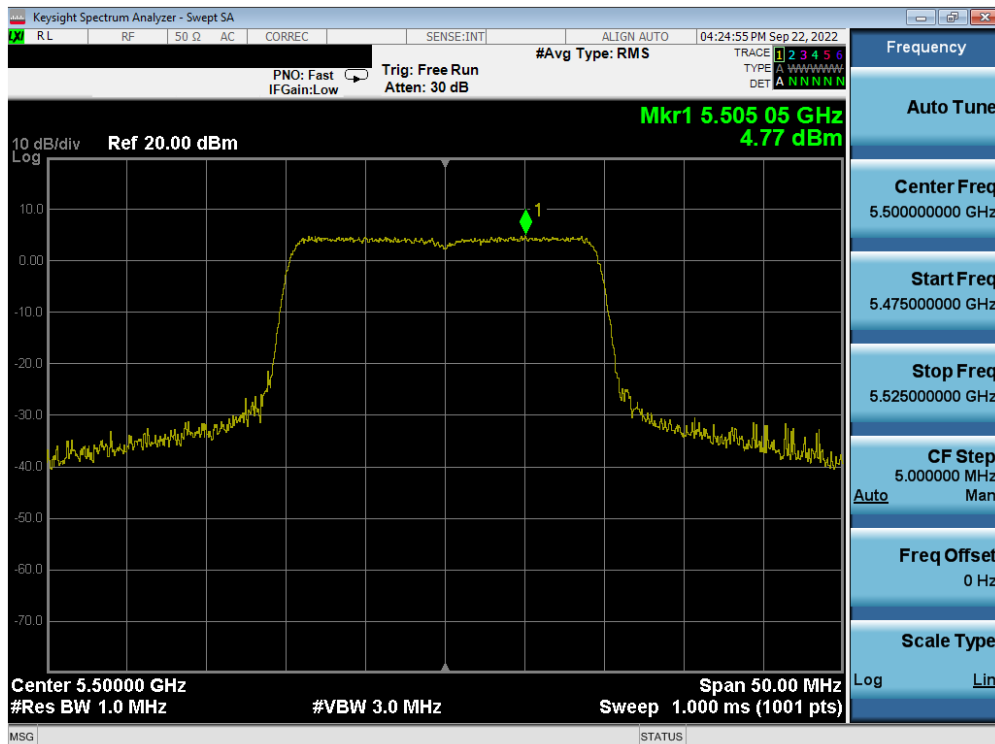 Keysight Spectrum Analyzer - Swept SA
LXI RL RF 50 Ω AC CORREC SENSE:INT ALIGN AUTO 04:24:55 PM Sep 22, 2022
#Avg Type: RMS
TRACE 1 2 3 4 5 6
TYPE A W W W W W
DET A N N N N N
PNO: Fast
IFGain:Low
Trig: Free Run
Atten: 30 dB
Mkr1 5.505 05 GHz
4.77 dBm
10 dB/div
Log
Ref 20.00 dBm
1
10.0
0.00
-10.0
-20.0
-30.0
-40.0
-50.0
-60.0
-70.0
Center 5.50000 GHz
Span 50.00 MHz
#Res BW 1.0 MHz
#VBW 3.0 MHz
Sweep 1.000 ms (1001 pts)
MSG
STATUS
Frequency
Auto Tune
Center Freq
5.500000000 GHz
Start Freq
5.475000000 GHz
Stop Freq
5.525000000 GHz
CF Step
5.000000 MHz
Auto Man
Freq Offset
0 Hz
Scale Type
Log Lin